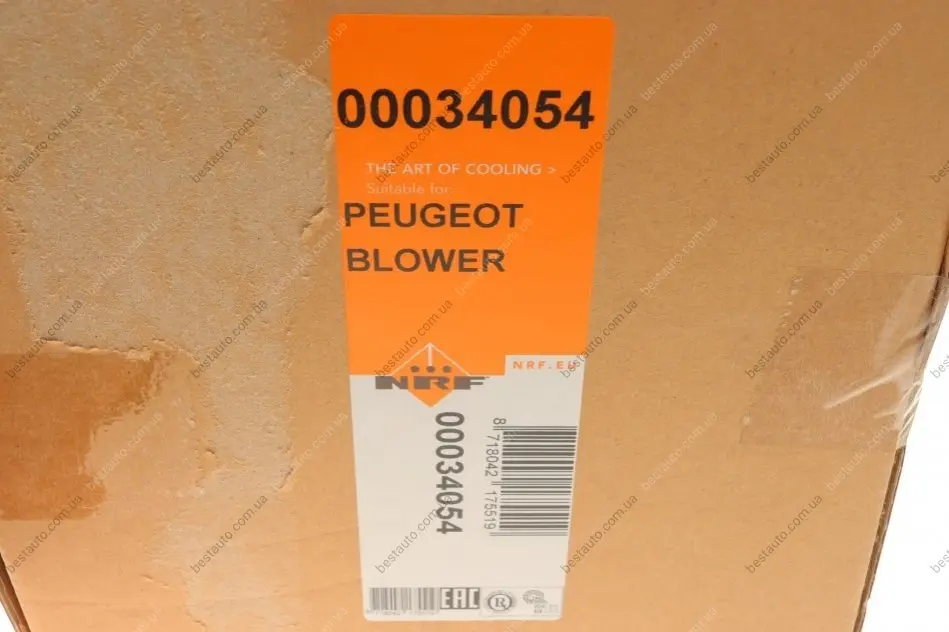 00034054
THE ART OF COOLING >
Suitable for:
PEUGEOT
BLOWER
NRF.EU
NRF
00034054
8 718042 175519
EAC
R
bestauto.com.ua